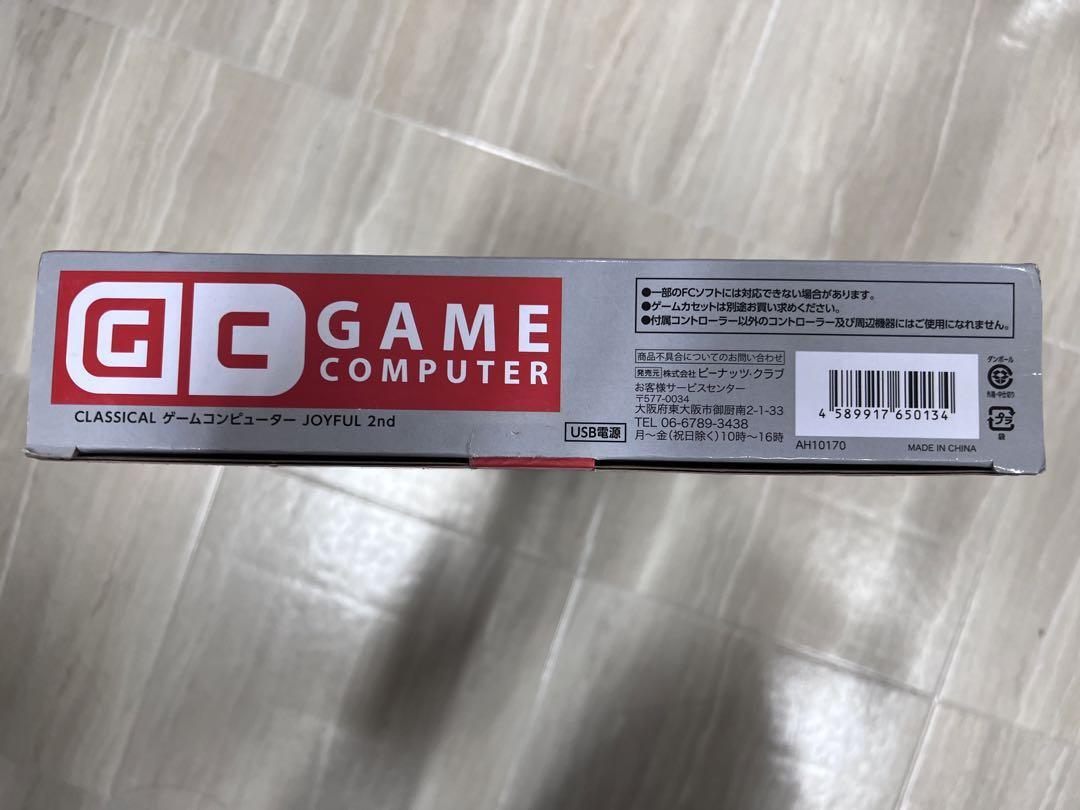 GC GAME
COMPUTER
CLASSICAL ゲームコンピューター JOYFUL 2nd
USB電源
●一部のFCソフトには対応できない場合があります。
●ゲームカセットは別途お買い求めください。
●付属コントローラー以外のコントローラー及び周辺機器にはご使用になれません。
商品不具合についてのお問い合わせ
発売元 株式会社 ピーナッツ・クラブ
お客様サービスセンター
〒577-0034
大阪府東大阪市御厨南2-1-33
TEL 06-6789-3438
月~金(祝日除く)10時~16時
4 589917 650134
AH10170
MADE IN CHINA
ダンボール
外箱・中仕切り
プラ
袋